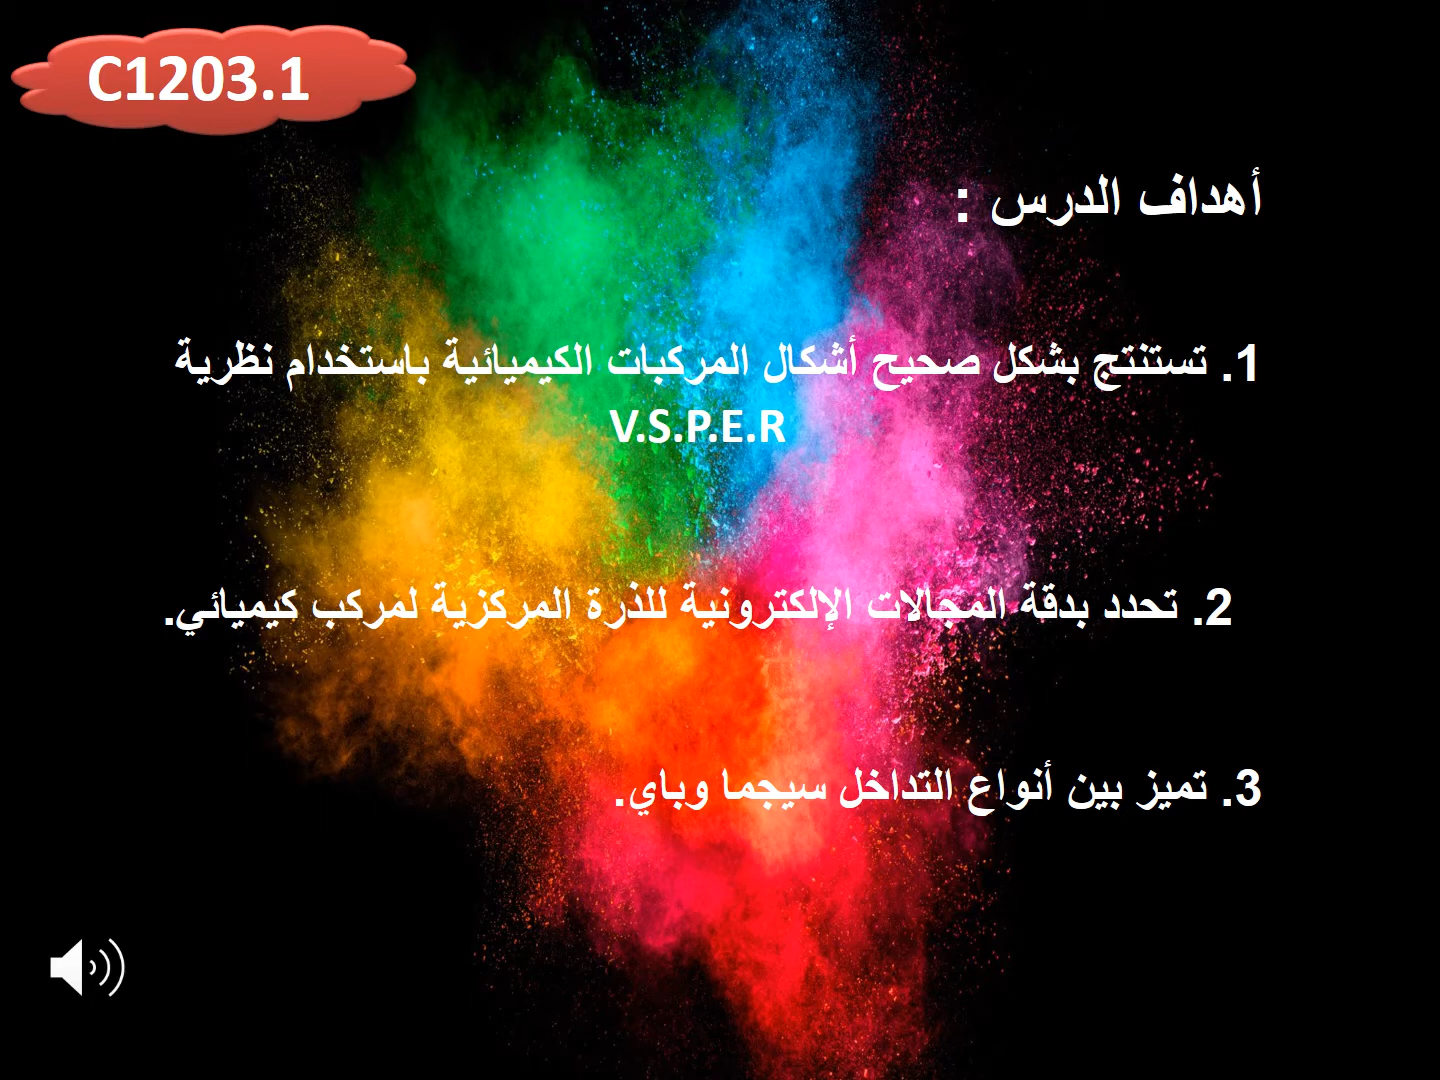 C1203.1
أهداف الدرس :
1. تستنتج بشكل صحيح أشكال المركبات الكيميائية باستخدام نظرية
V.S.P.E.R
2. تحدد بدقة المجالات الإلكترونية للذرة المركزية لمركب كيميائي.
3. تميز بين أنواع التداخل سيجما وباي.